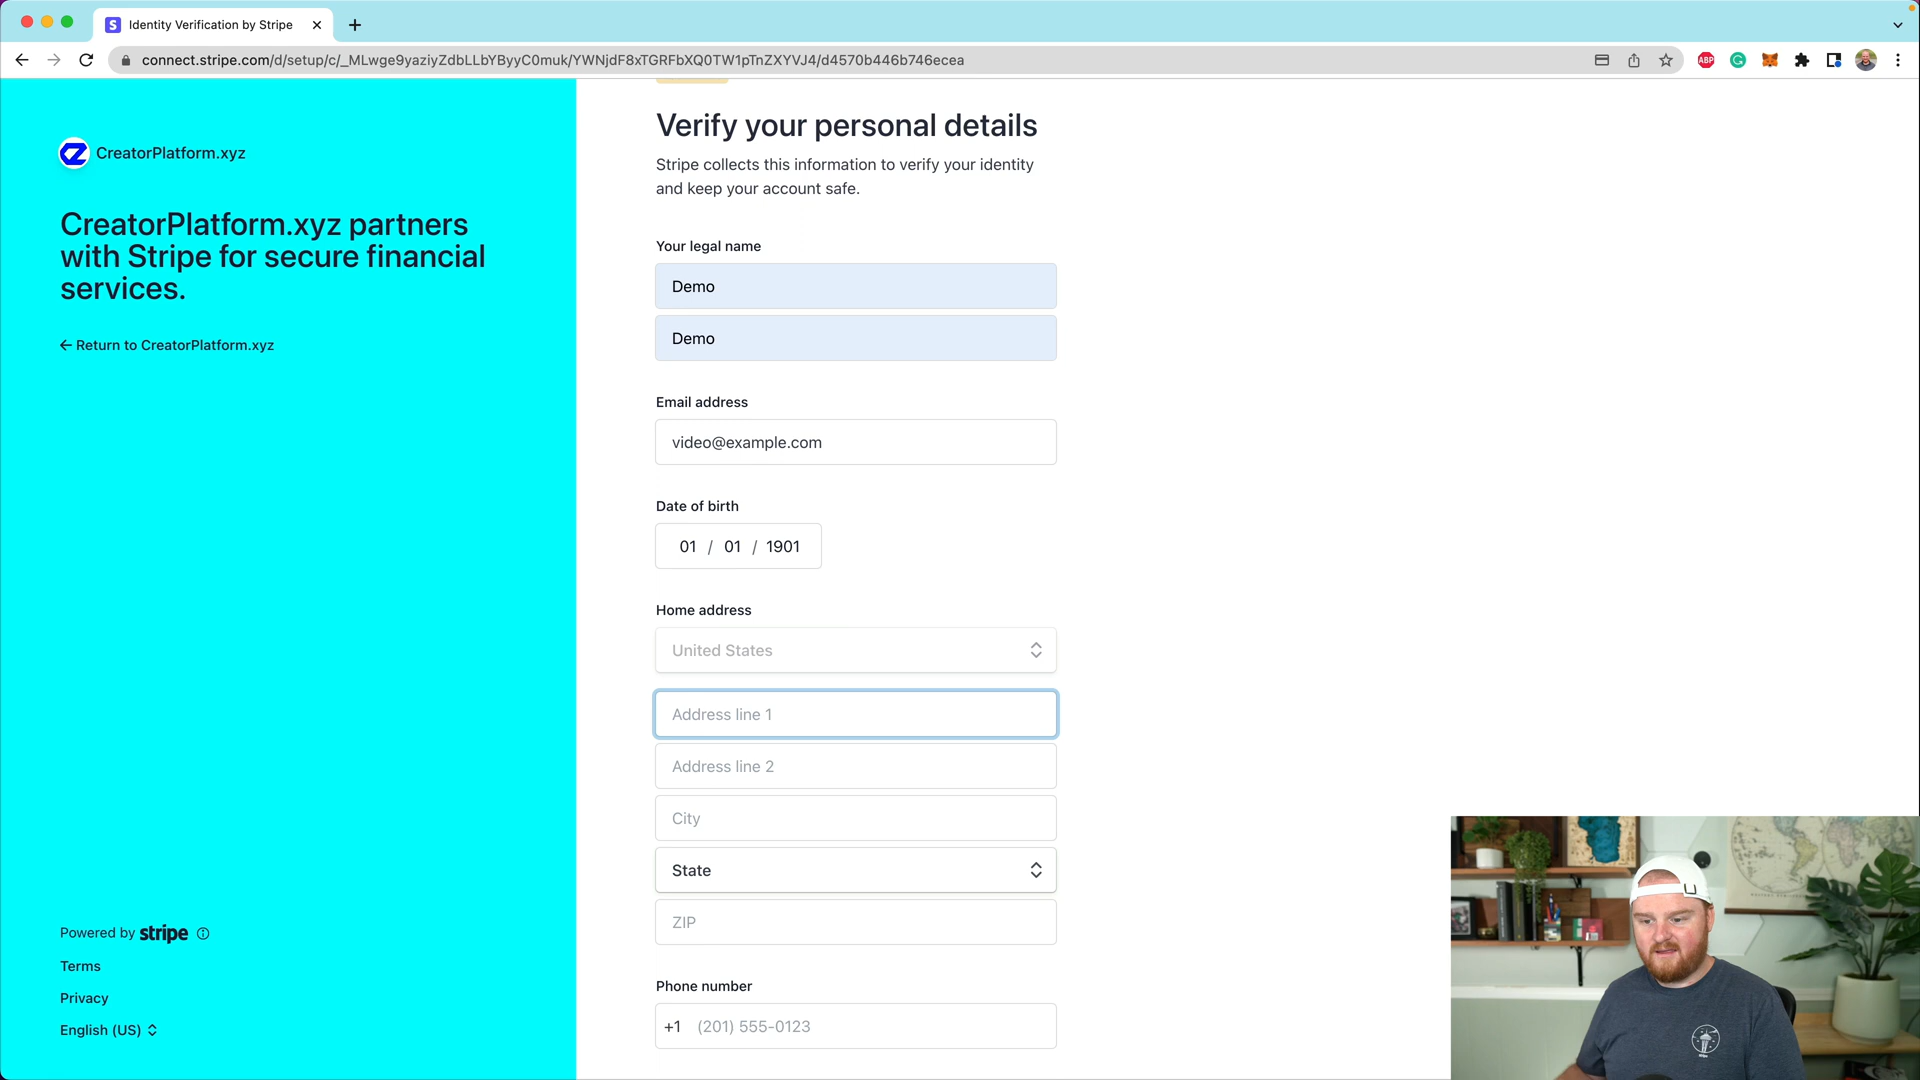 Identity Verification by Stripe
connect.stripe.com/d/setup/c/_MLwge9yaziyZdbLLbYByyC0muk/YWNjdF8xTGRFbXQ0TW1pTnZXYVJ4/d4570b446b746ecea
ABP
CreatorPlatform.xyz
CreatorPlatform.xyz partners
with Stripe for secure financial
services.
← Return to CreatorPlatform.xyz
Powered by stripe
Terms
Privacy
English (US)
Verify your personal details
Stripe collects this information to verify your identity
and keep your account safe.
Your legal name
Demo
Demo
Email address
video@example.com
Date of birth
01 / 01 / 1901
Home address
United States
Address line 1
Address line 2
City
State
ZIP
Phone number
+1 (201) 555-0123